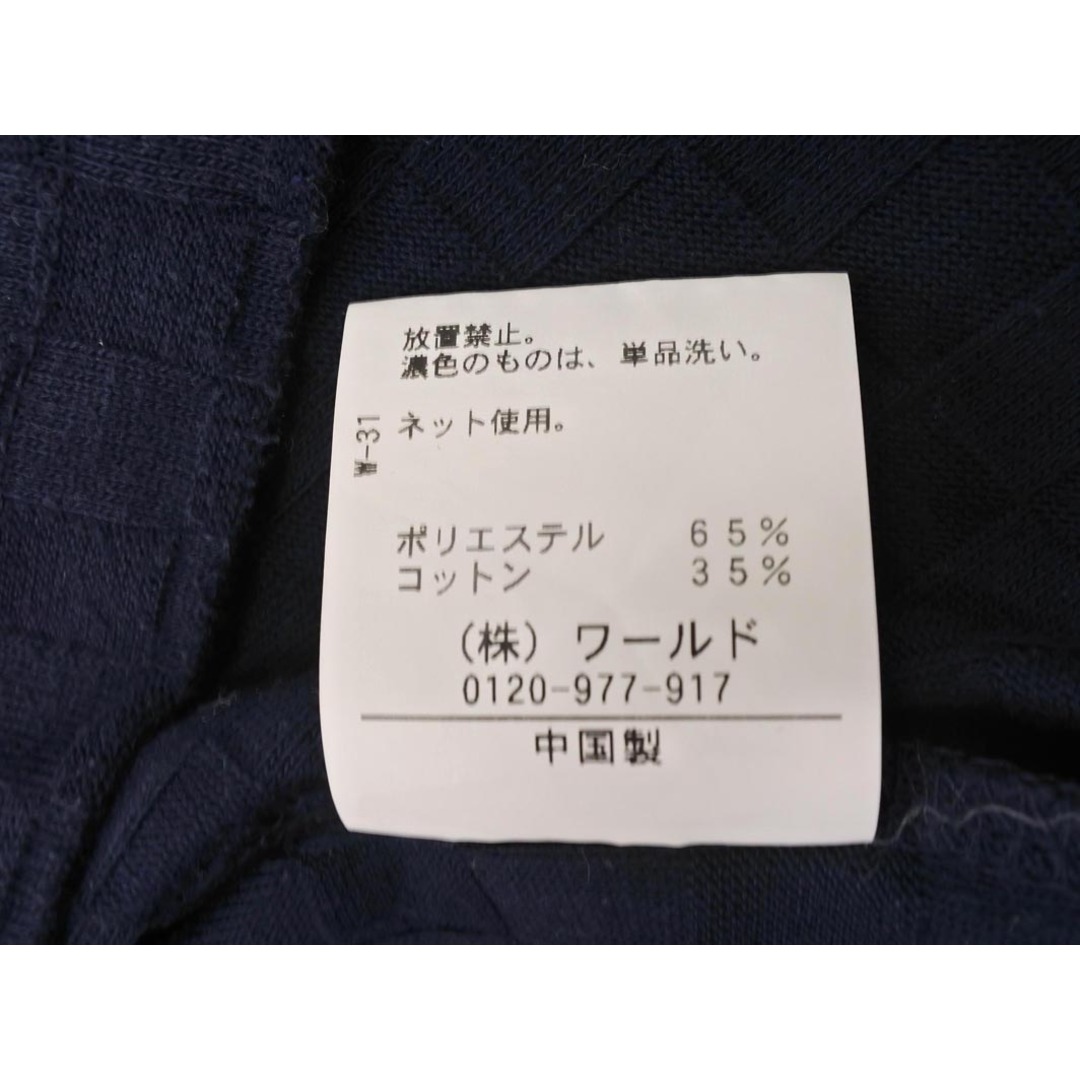 放置禁止。
濃色のものは、単品洗い。
W-31
ネット使用。
ポリエステル 65%
コットン 35%
(株)ワールド
0120-977-917
中国製